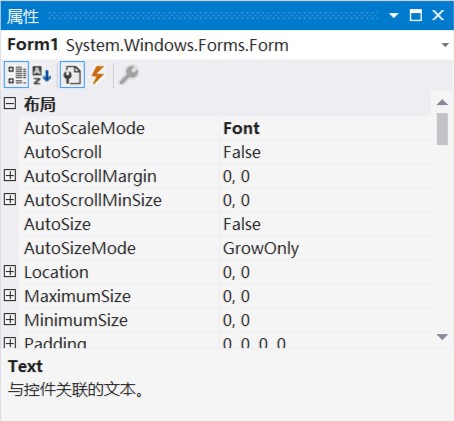 属性
Form1 System.Windows.Forms.Form
布局
AutoScaleMode Font
AutoScroll False
AutoScrollMargin 0, 0
AutoScrollMinSize 0, 0
AutoSize False
AutoSizeMode GrowOnly
Location 0, 0
MaximumSize 0, 0
MinimumSize 0, 0
Padding 0, 0, 0, 0
Text
与控件关联的文本。